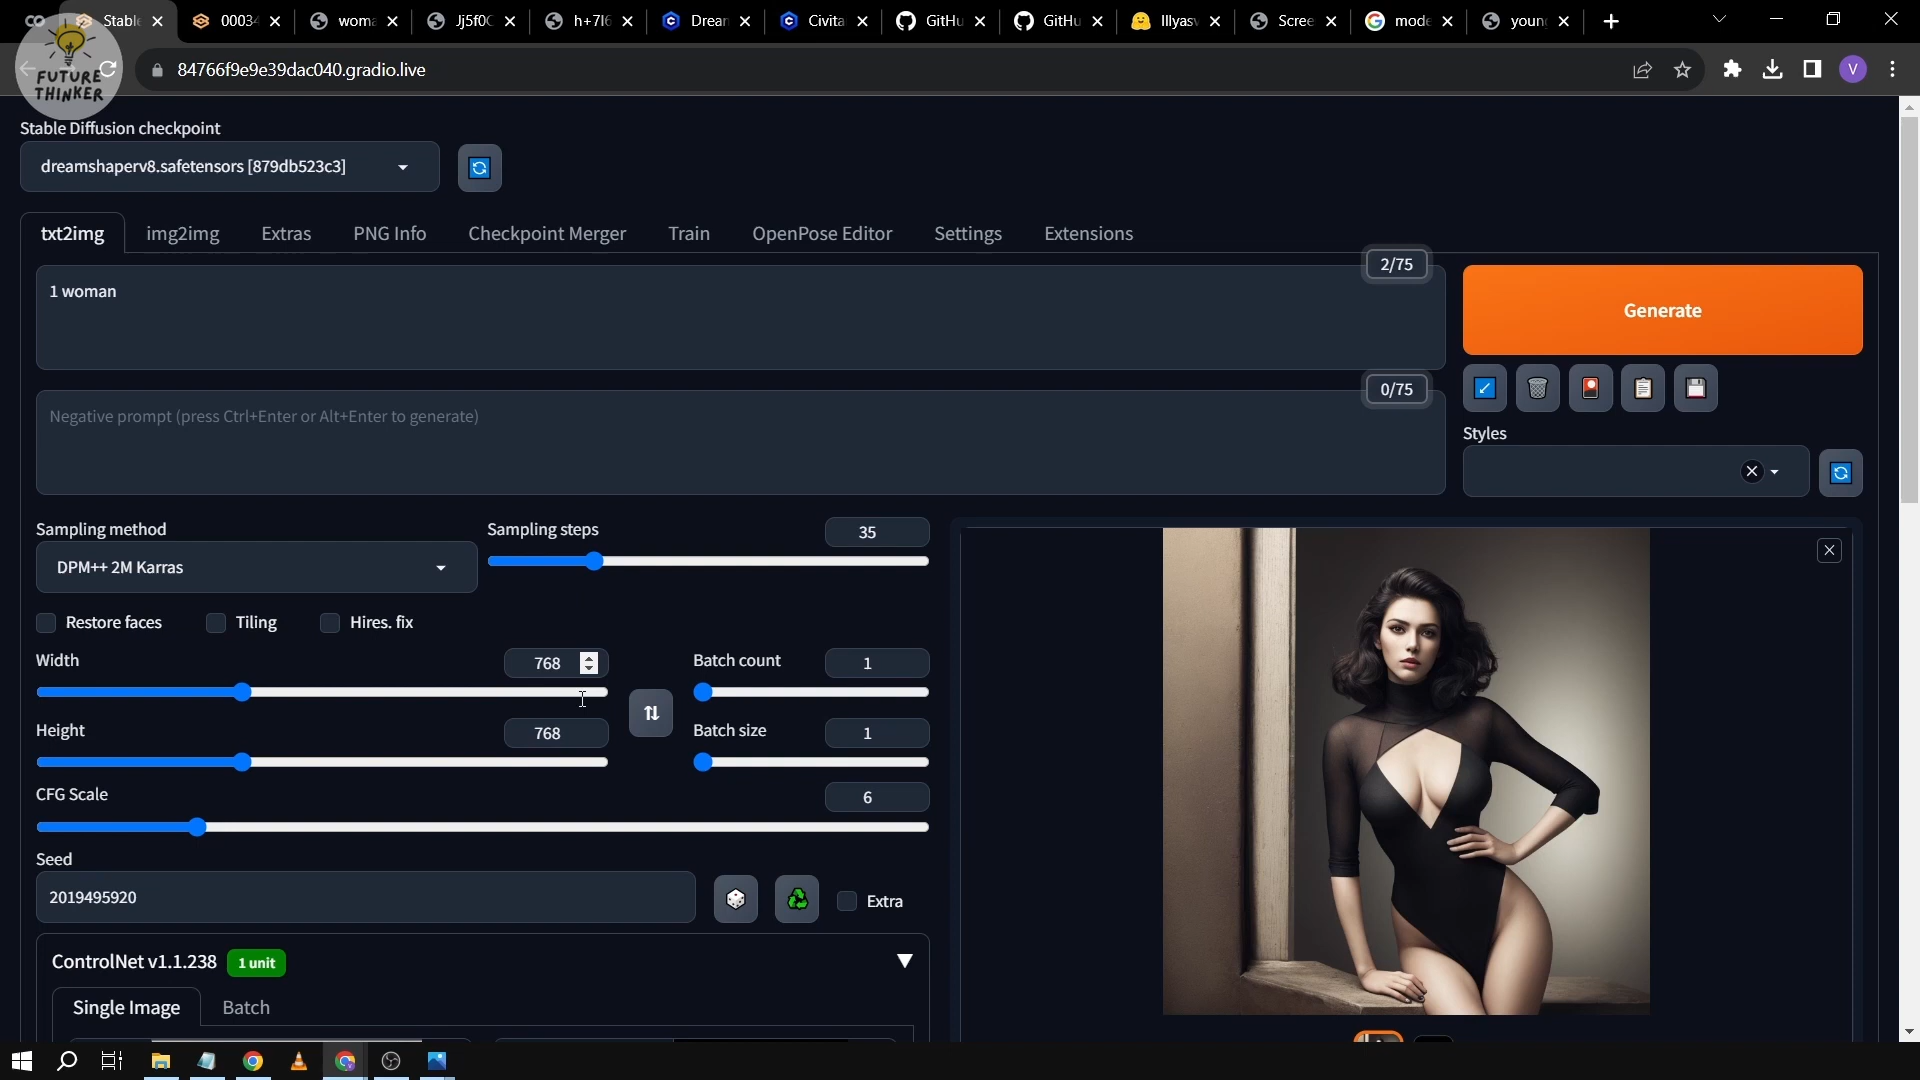 Stable
0003
wom
Jj5f0
h+7l6
Drear
Civita
GitHu
GitHu
Illyasv
Scree
mode
youn
84766f9e9e39dac040.gradio.live
V
FUTURE
THINKER
Stable Diffusion checkpoint
dreamshaperv8.safetensors [879db523c3]
txt2img
img2img
Extras
PNG Info
Checkpoint Merger
Train
OpenPose Editor
Settings
Extensions
2/75
1 woman
Generate
0/75
Negative prompt (press Ctrl+Enter or Alt+Enter to generate)
Styles
Sampling method
Sampling steps
35
DPM++ 2M Karras
Restore faces
Tiling
Hires. fix
Width
768
Batch count
1
Height
768
Batch size
1
CFG Scale
6
Seed
2019495920
Extra
ControlNet v1.1.238
1 unit
Single Image
Batch